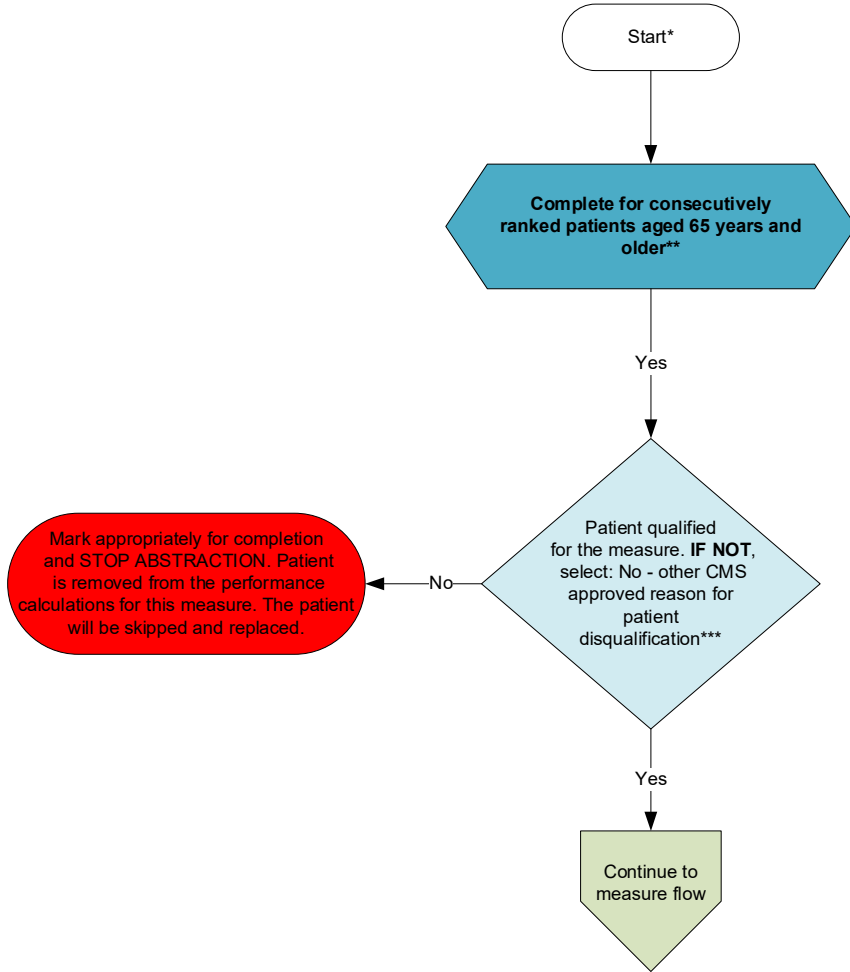 Start*
Complete for consecutively
ranked patients aged 65 years and
older**
Yes
Patient qualified
for the measure. IF NOT,
select: No - other CMS
approved reason for
patient
disqualification***
No
Mark appropriately for completion
and STOP ABSTRACTION. Patient
is removed from the performance
calculations for this measure. The patient
will be skipped and replaced.
Yes
Continue to
measure flow